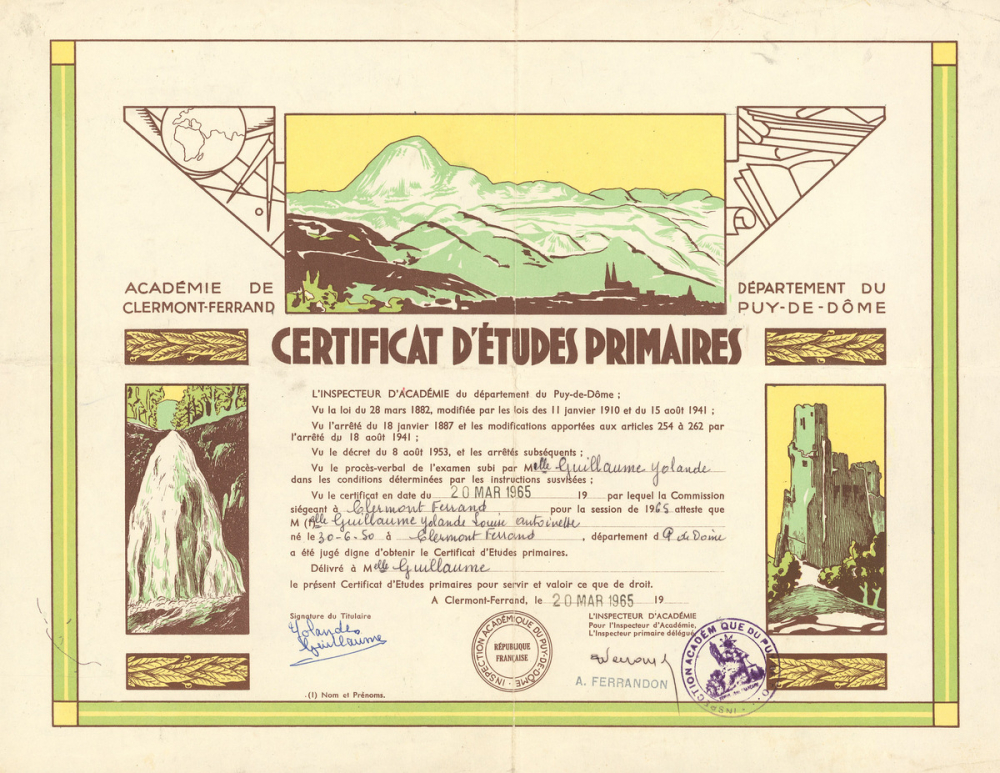 ACADÉMIE DE
CLERMONT-FERRAND
DÉPARTEMENT DU
PUY-DE-DÔME
CERTIFICAT D'ÉTUDES PRIMAIRES
L'INSPECTEUR D'ACADÉMIE du département du Puy-de-Dôme ;
Vu la loi du 28 mars 1882, modifiée par les lois des 11 janvier 1910 et du 15 août 1941 ;
Vu l'arrêté du 18 janvier 1887 et les modifications apportées aux articles 254 à 262 par
l'arrêté du 18 août 1941 ;
Vu le décret du 8 août 1953, et les arrêtés subséquents ;
Vu le procès-verbal de l'examen subi par Melle Guillaume Yolande
dans les conditions déterminées par les instructions susvisées ;
Vu le certificat en date du 20 MAR 1965 19 par lequel la Commission
siégeant à Clermont Ferrand pour la session de 1965 atteste que
M (1)elle Guillaume Yolande Louise Antoinette
né le 30-6-50 à Clermont Ferrand, département d P. de Dôme
a été jugé digne d'obtenir le Certificat d'Etudes primaires.
Délivré à Melle Guillaume
le présent Certificat d'Etudes primaires pour servir et valoir ce que de droit.
A Clermont-Ferrand, le 20 MAR 1965 19
Signature du Titulaire
Yolande
Guillaume
INSPECTION ACADÉMIQUE DU PUY-DE-DÔME
RÉPUBLIQUE
FRANÇAISE
L'INSPECTEUR D'ACADÉMIE
Pour l'Inspecteur d'Académie,
L'Inspecteur primaire délégué
A. FERRANDON
(1) Nom et Prénoms.